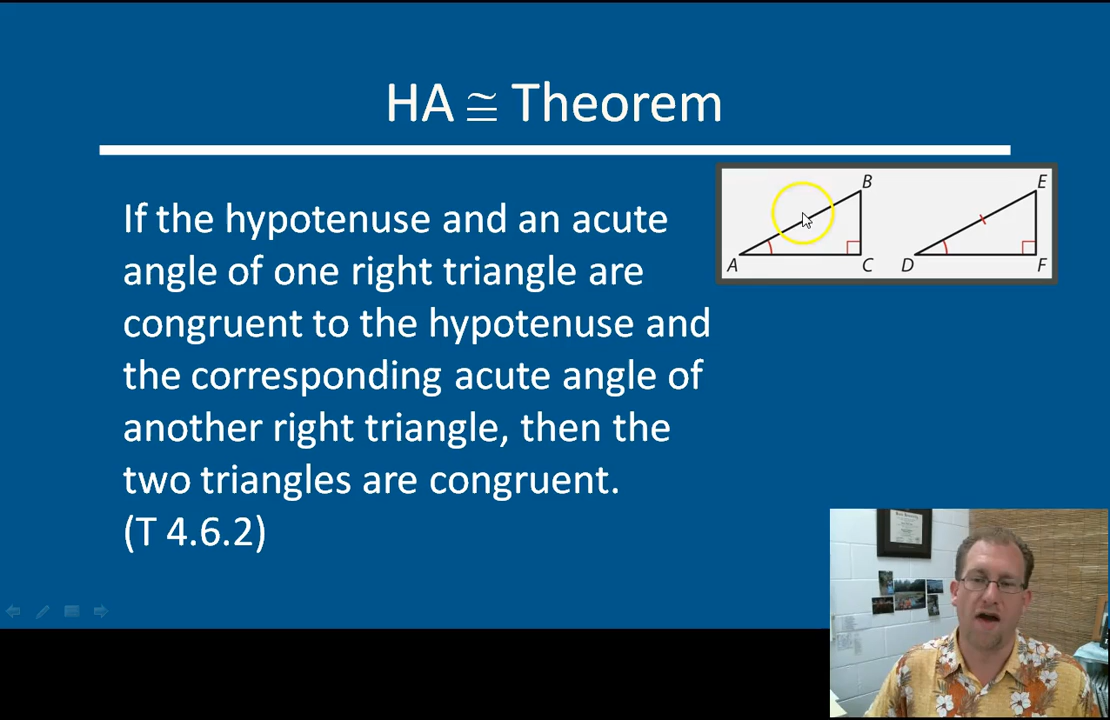 HA ≅ Theorem
If the hypotenuse and an acute
angle of one right triangle are
congruent to the hypotenuse and
the corresponding acute angle of
another right triangle, then the
two triangles are congruent.
(T 4.6.2)
B
A
C
E
D
F